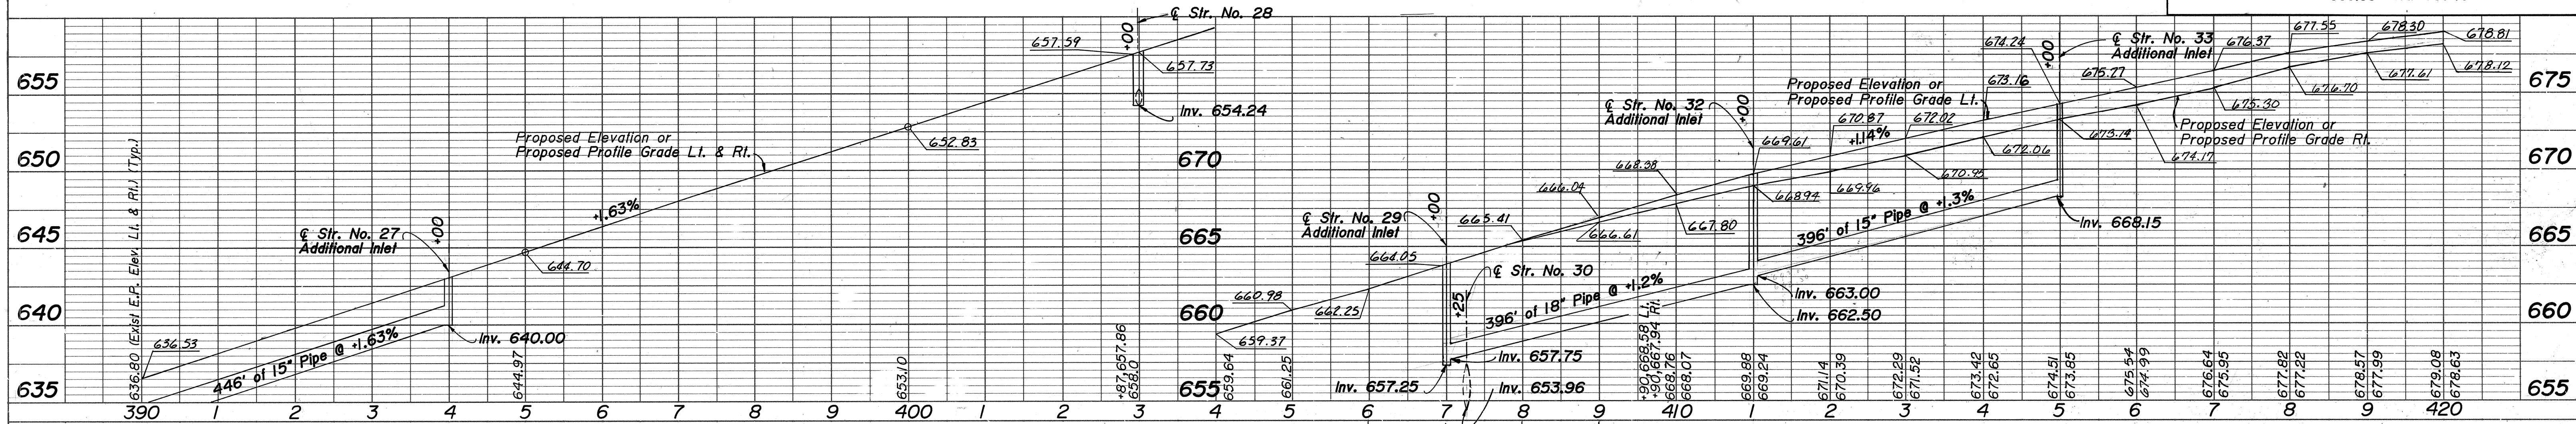 655
650
645
640
635
636.80 (Exist E.P. Elev. Lt. & Rt.) (Typ.)
636.53
446' of 15" Pipe @ +1.63%
℄ Str. No. 27
Additional Inlet
+00
Inv. 640.00
644.70
644.97
+1.63%
Proposed Elevation or
Proposed Profile Grade Lt. & Rt.
652.83
653.10
657.59
+00
℄ Str. No. 28
657.73
Inv. 654.24
+87,657.86
658.0
670
665
660
655
659.64
659.37
660.98
661.25
662.25
℄ Str. No. 29
Additional Inlet
+00
664.05
℄ Str. No. 30
+25
Inv. 657.25
Inv. 657.75
Inv. 653.96
665.41
666.04
666.61
396' of 18" Pipe @ +1.2%
668.38
667.80
+90,668.58 Lt.
+90,667.94 Rt.
668.76
668.07
℄ Str. No. 32
Additional Inlet
+00
669.61
668.94
669.88
669.24
Inv. 663.00
Inv. 662.50
Proposed Elevation or
Proposed Profile Grade Lt.
670.87
+1.14%
672.02
673.16
669.96
670.95
672.06
396' of 15" Pipe @ +1.3%
671.14
670.39
672.29
671.52
673.42
672.65
674.24
+00
℄ Str. No. 33
Additional Inlet
675.27
673.14
Inv. 668.15
674.51
673.85
674.17
675.54
674.99
676.37
675.30
Proposed Elevation or
Proposed Profile Grade Rt.
676.64
675.95
677.55
676.70
677.82
677.22
678.30
677.61
678.57
677.99
678.81
678.12
679.08
678.63
675
670
665
660
655
390 1 2 3 4 5 6 7 8 9 400 1 2 3 4 5 6 7 8 9 410 1 2 3 4 5 6 7 8 9 420